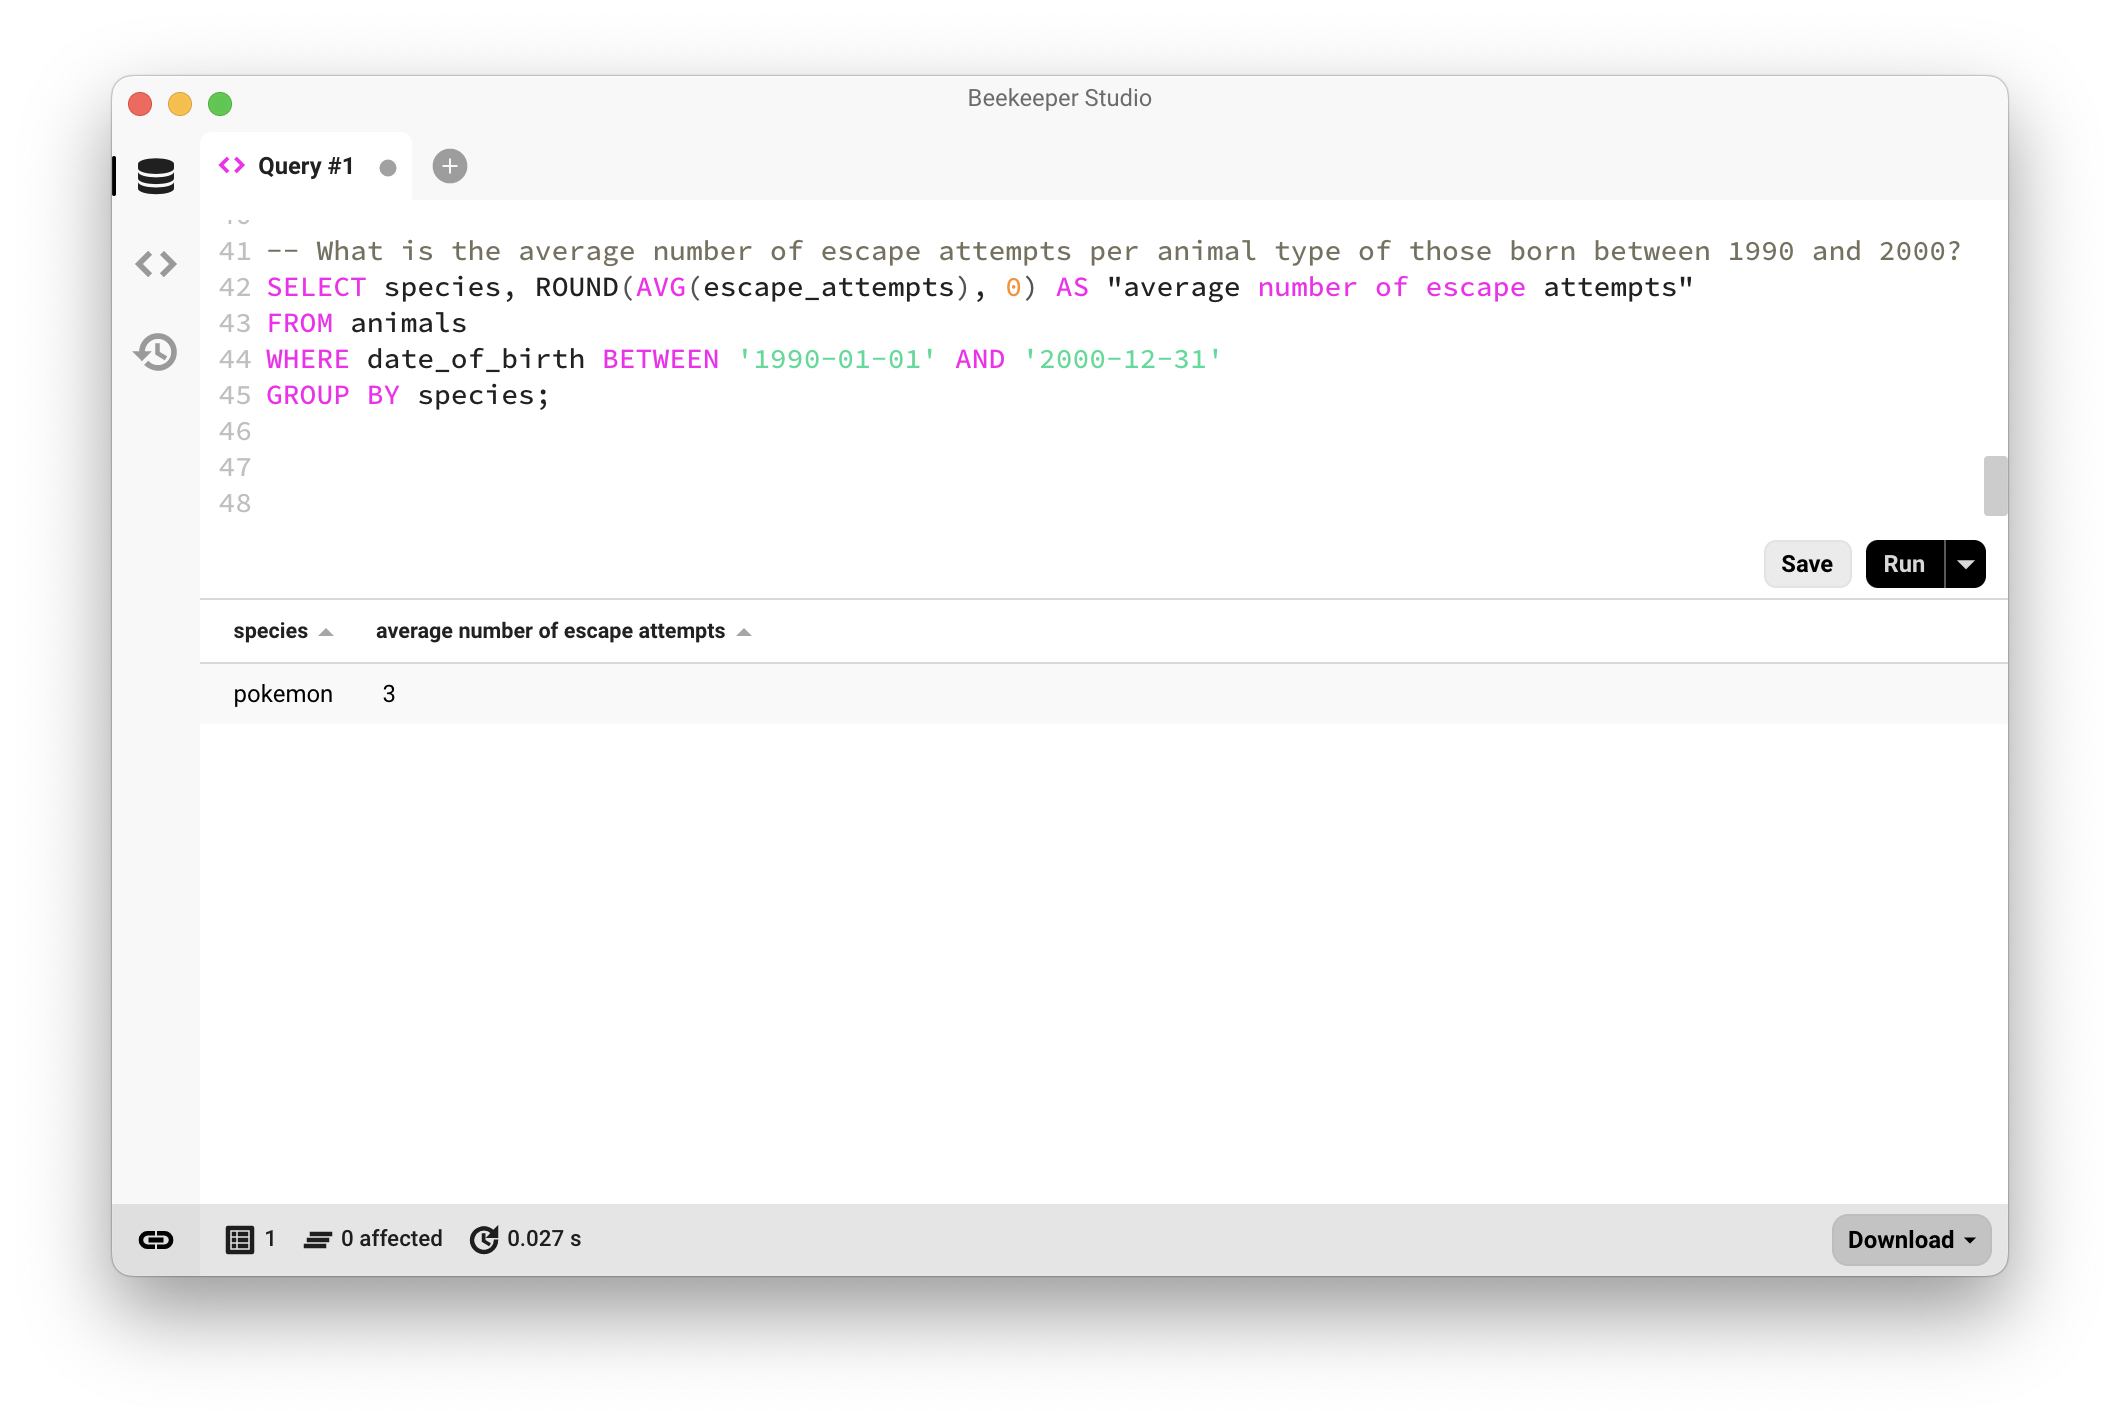 Beekeeper Studio
Query #1
41 -- What is the average number of escape attempts per animal type of those born between 1990 and 2000?
42 SELECT species, ROUND(AVG(escape_attempts), 0) AS "average number of escape attempts"
43 FROM animals
44 WHERE date_of_birth BETWEEN '1990-01-01' AND '2000-12-31'
45 GROUP BY species;
46
47
48
Save Run
species average number of escape attempts
pokemon 3
1 0 affected 0.027 s Download